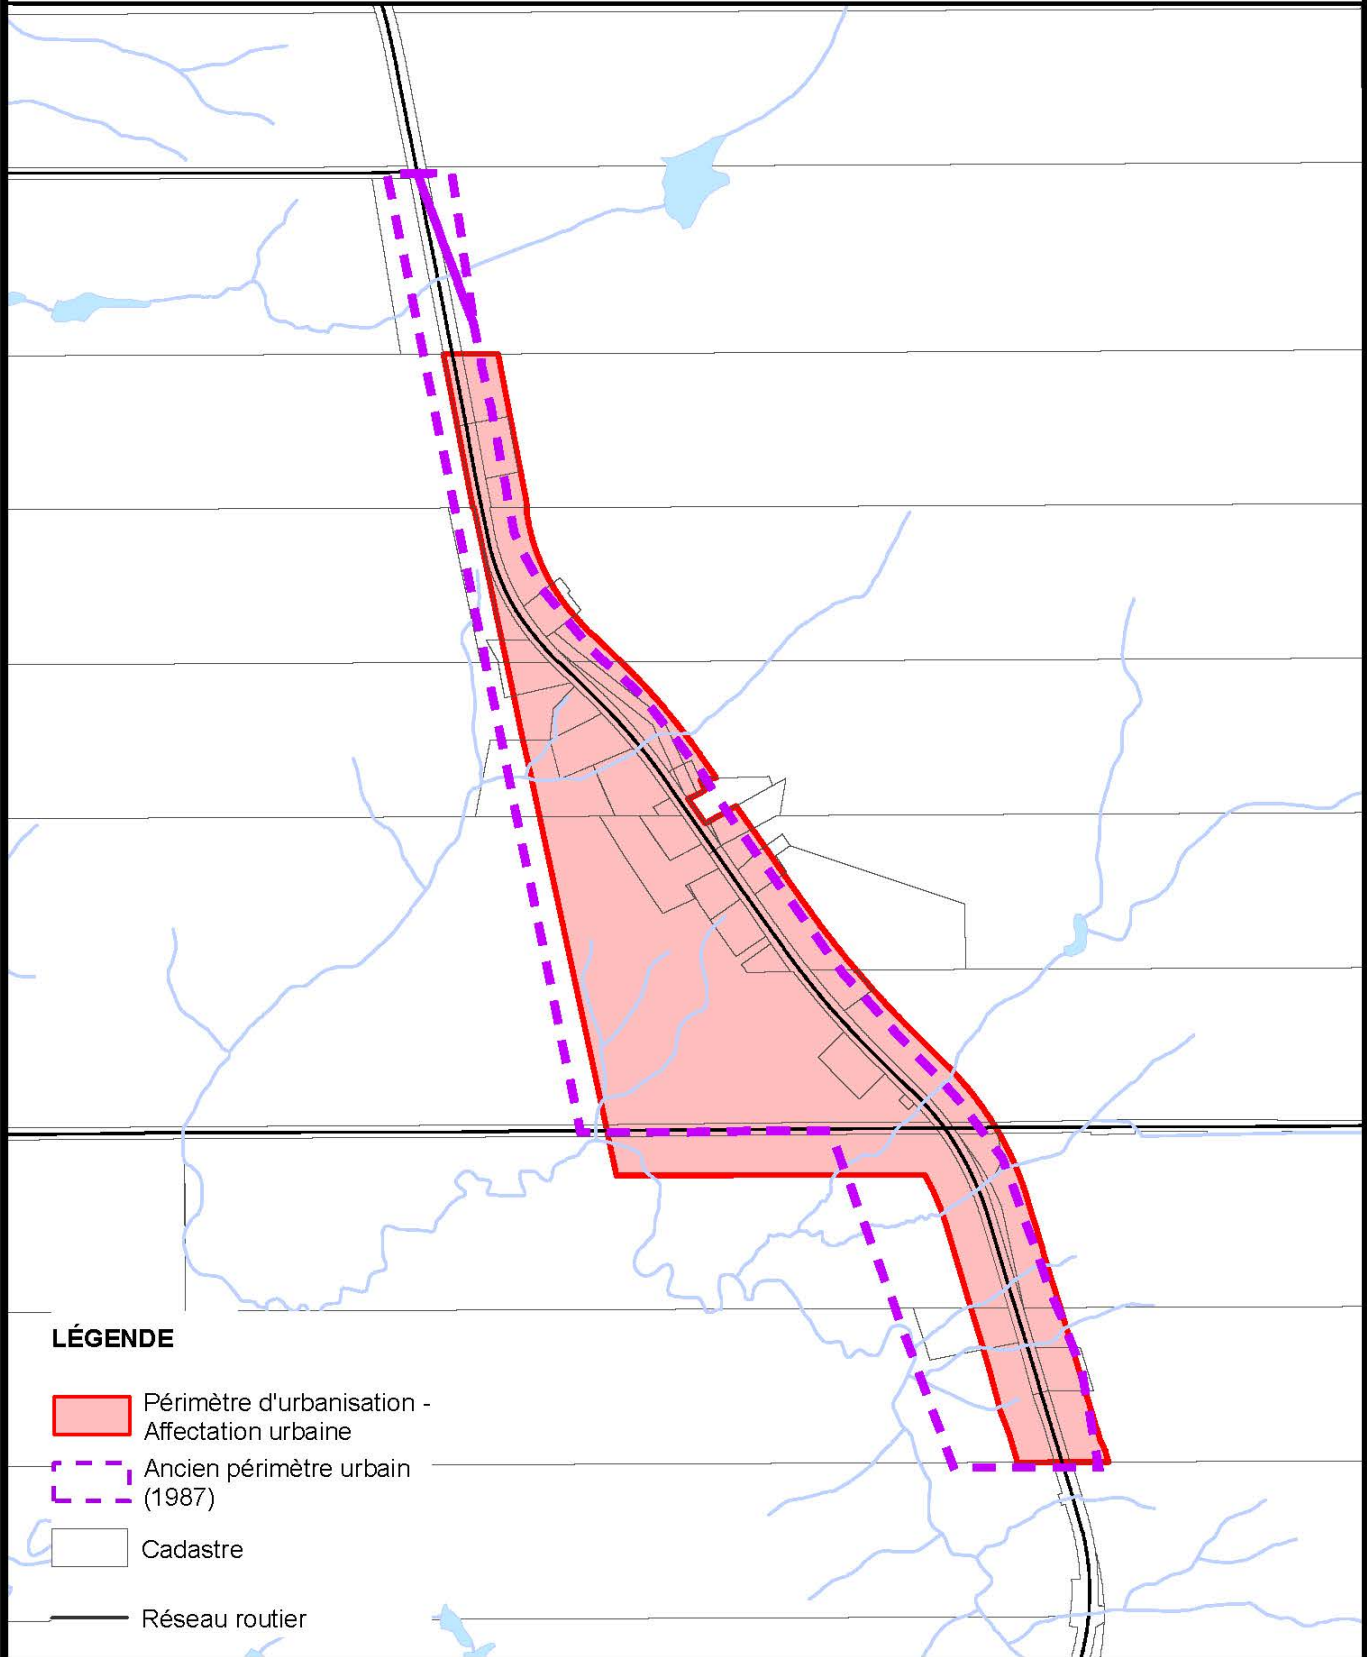 LÉGENDE
Périmètre d'urbanisation -
Affectation urbaine
Ancien périmètre urbain
(1987)
Cadastre
Réseau routier